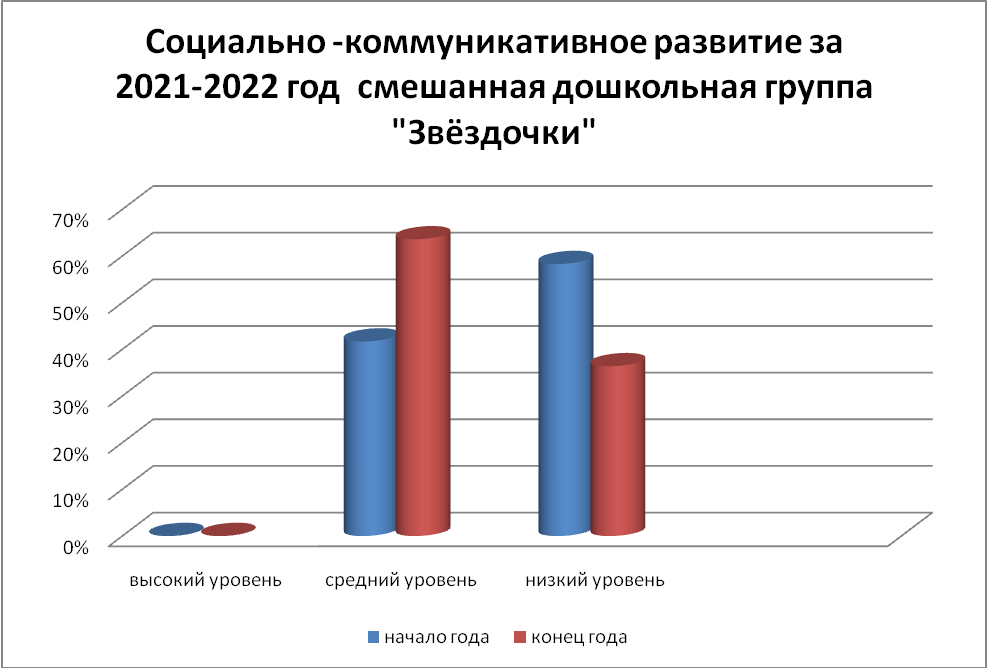 Социально -коммуникативное развитие за
2021-2022 год  смешанная дошкольная группа
"Звёздочки"
70%
60%
50%
40%
30%
20%
10%
0%
высокий уровень
средний уровень
низкий уровень
начало года
конец года